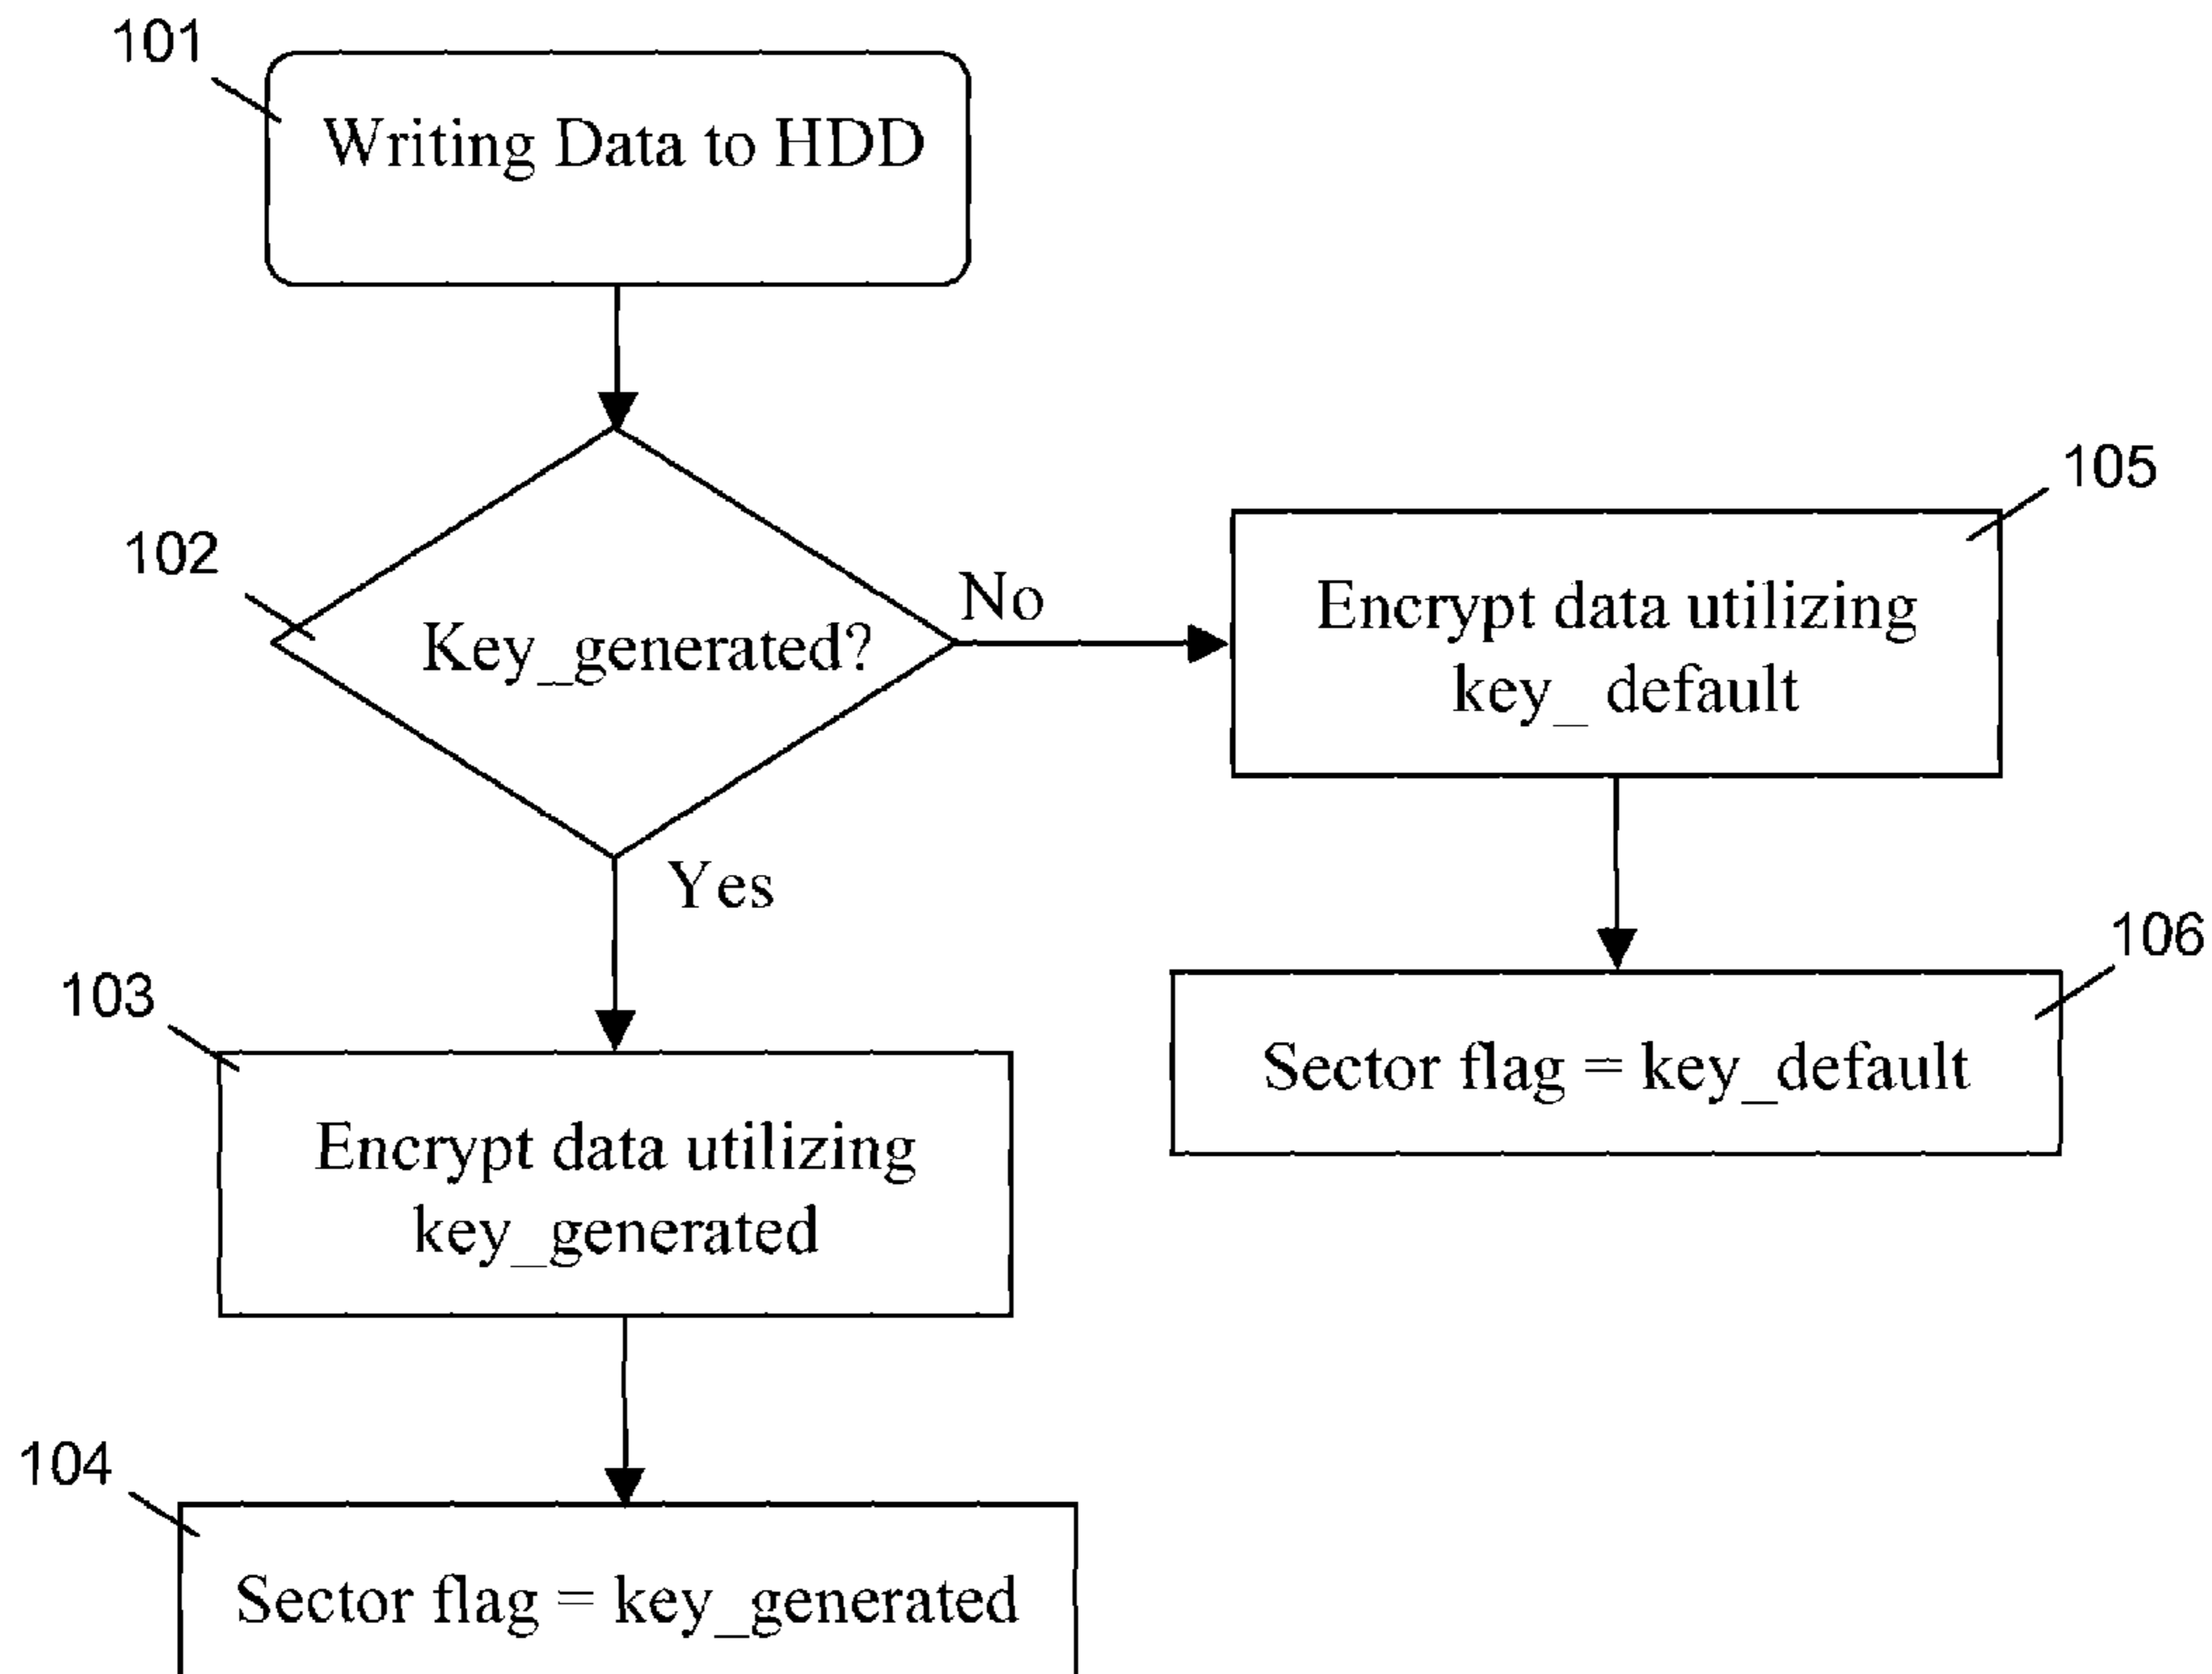 101
Writing Data to HDD
102
Key_generated?
No
105
Encrypt data utilizing
key_ default
Yes
106
Sector flag = key_default
103
Encrypt data utilizing
key_generated
104
Sector flag = key_generated